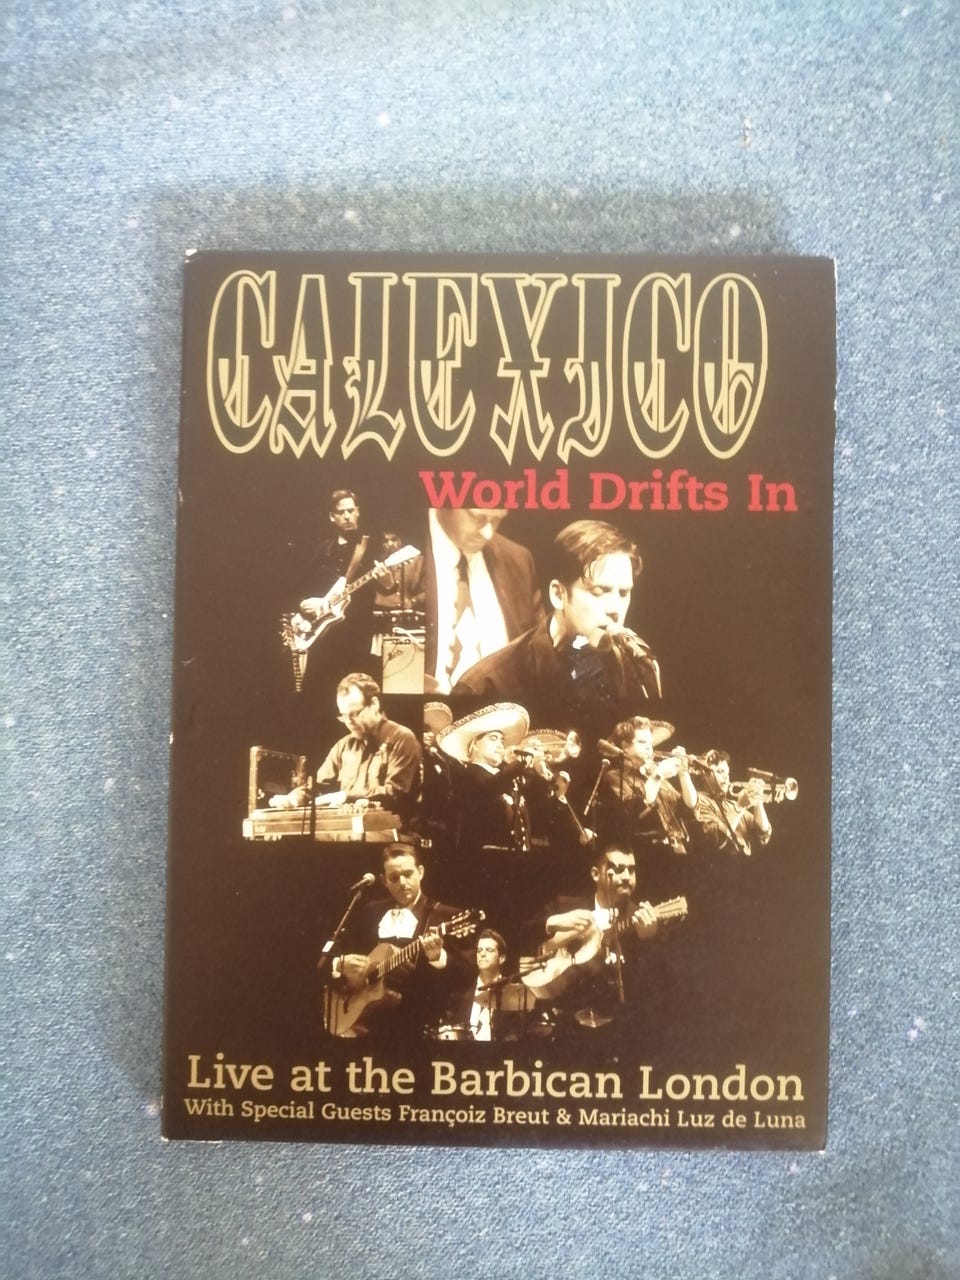 CALEXICO
World Drifts In
Live at the Barbican London
With Special Guests Françoiz Breut & Mariachi Luz de Luna